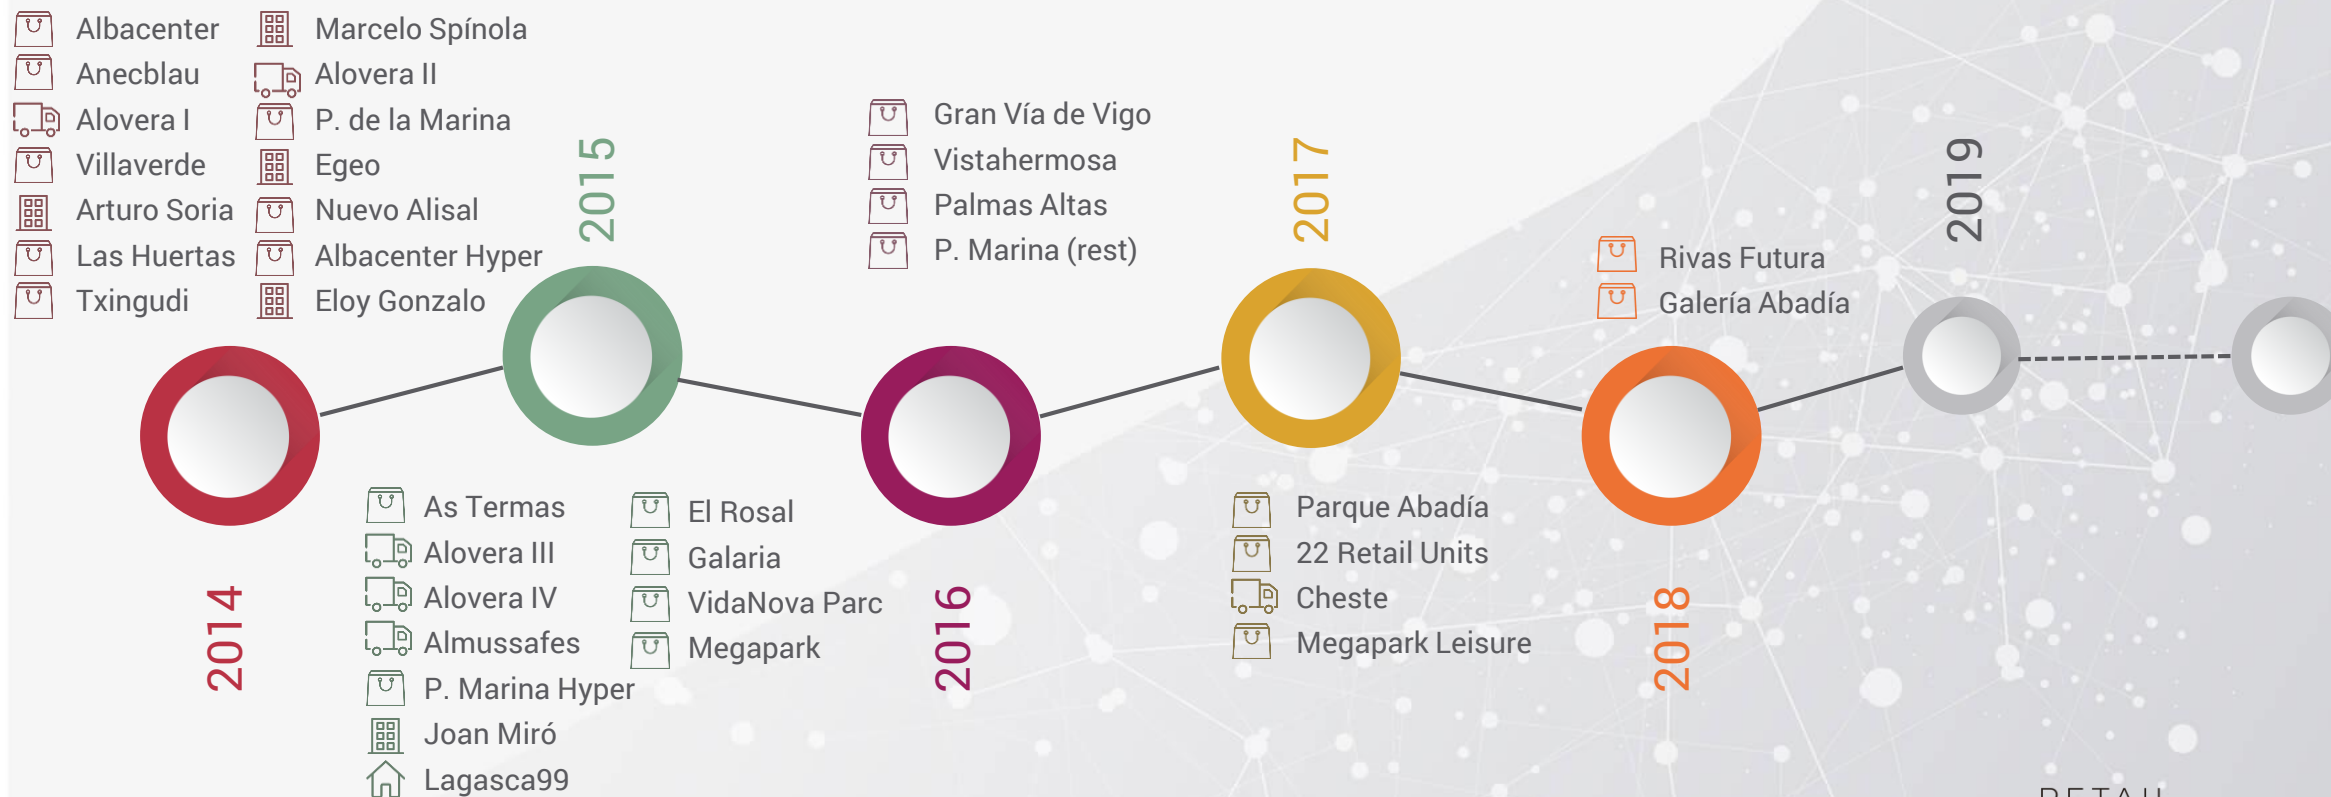 Albacenter
Anecblau
Alovera I
Villaverde
Arturo Soria
Las Huertas
Txingudi
Marcelo Spínola
Alovera II
P. de la Marina
Egeo
Nuevo Alisal
Albacenter Hyper
Eloy Gonzalo
2014
2015
As Termas
Alovera III
Alovera IV
Almussafes
P. Marina Hyper
Joan Miró
Lagasca99
El Rosal
Galaria
VidaNova Parc
Megapark
Gran Vía de Vigo
Vistahermosa
Palmas Altas
P. Marina (rest)
2016
2017
Parque Abadía
22 Retail Units
Cheste
Megapark Leisure
Rivas Futura
Galería Abadía
2018
2019